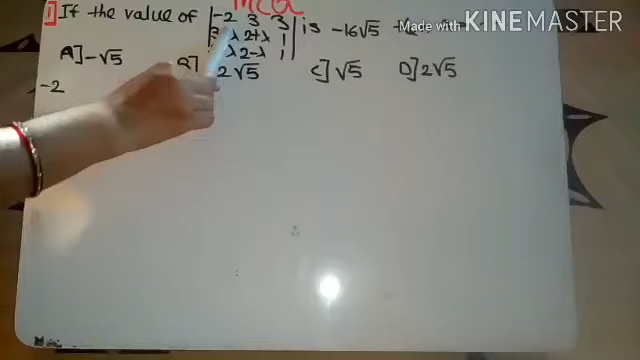 MCQ
1] If the value of |-2 3 3| is -16√5
λ 2+λ 1
λ 2-λ 1
A] -√5 B] 2√5 C] √5 D] 2√5
-2
Made with KINEMASTER